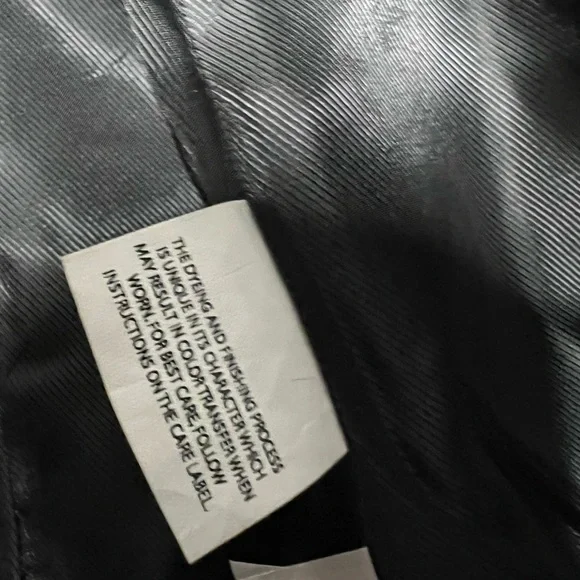 THE DYEING AND FINISHING PROCESS
IS UNIQUE IN ITS CHARACTER WHICH
MAY RESULT IN COLOR TRANSFER WHEN
WORN. FOR BEST CARE, FOLLOW
INSTRUCTIONS ON THE CARE LABEL.